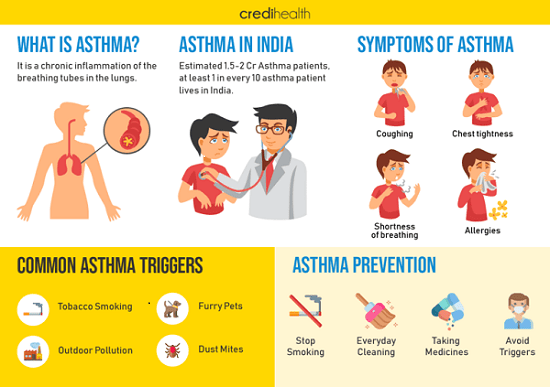 credihealth
WHAT IS ASTHMA?
It is a chronic inflammation of the
breathing tubes in the lungs.
ASTHMA IN INDIA
Estimated 1.5-2 Cr Asthma patients,
at least 1 in every 10 asthma patient
lives in India.
SYMPTOMS OF ASTHMA
Coughing
Chest tightness
Shortness
of breathing
Allergies
COMMON ASTHMA TRIGGERS
Tobacco Smoking
Furry Pets
Outdoor Pollution
Dust Mites
ASTHMA PREVENTION
Stop
Smoking
Everyday
Cleaning
Taking
Medicines
Avoid
Triggers